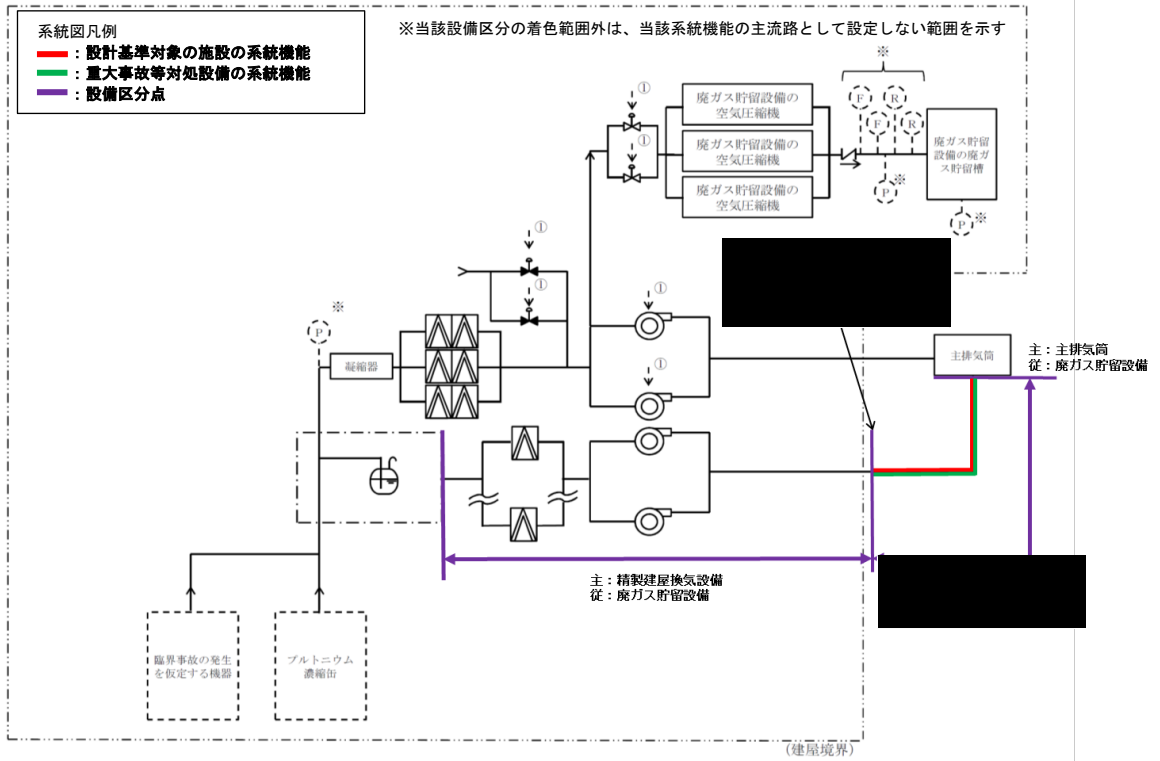 系統図凡例
：設計基準対象の施設の系統機能
：重大事故等対処設備の系統機能
：設備区分点
※当該設備区分の着色範囲外は、当該系統機能の主流路として設定しない範囲を示す
※
①
①
廃ガス貯留設備の
空気圧縮機
廃ガス貯留設備の
空気圧縮機
廃ガス貯留設備の
空気圧縮機
F
R
F
R
廃ガス貯留
設備の廃ガ
ス貯留槽
P
※
P
※
①
①
※
P
凝縮器
①
①
主排気筒
主：主排気筒
従：廃ガス貯留設備
主：精製建屋換気設備
従：廃ガス貯留設備
臨界事故の発生
を仮定する機器
プルトニウム
濃縮缶
(建屋境界)